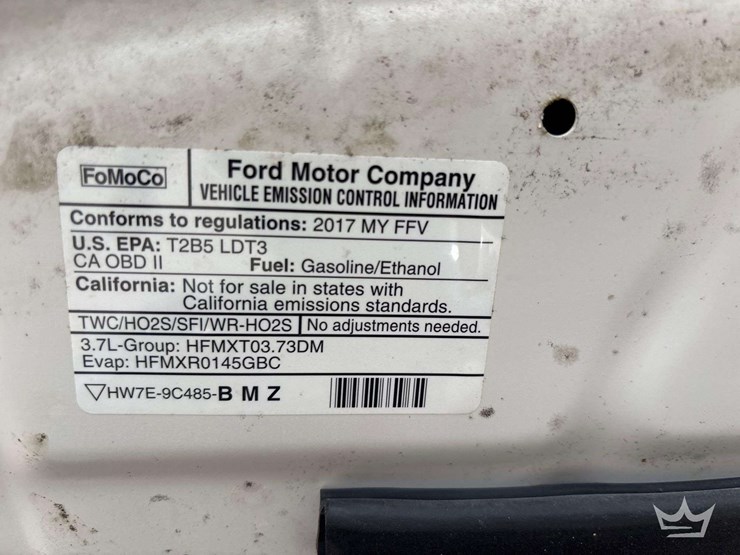 FoMoCo
Ford Motor Company
VEHICLE EMISSION CONTROL INFORMATION
Conforms to regulations: 2017 MY FFV
U.S. EPA: T2B5 LDT3
CA OBD II Fuel: Gasoline/Ethanol
California: Not for sale in states with
California emissions standards.
TWC/HO2S/SFI/WR-HO2S No adjustments needed.
3.7L-Group: HFMXT03.73DM
Evap: HFMXR0145GBC
HW7E-9C485-B M Z